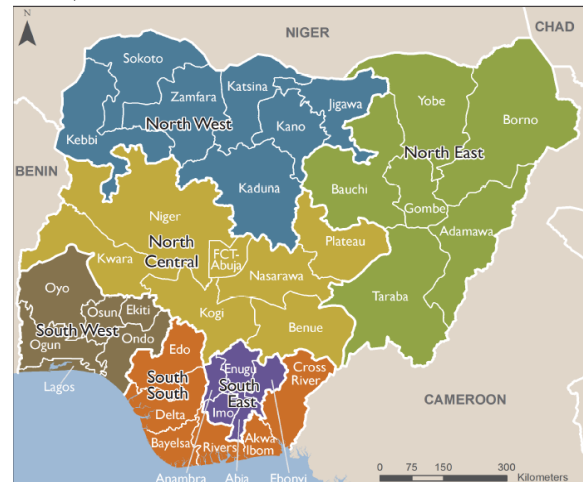 N
NIGER
CHAD
Sokoto
Katsina
Zamfara
Jigawa
Yobe
Borno
North West
Kano
Kebbi
North East
BENIN
Kaduna
Bauchi
Gombe
Niger
Adamawa
North
Central
Plateau
FCT-
Abuja
Kwara
Nasarawa
Oyo
Taraba
Kogi
Osun
Ekiti
Benue
South West
Ogun
Ondo
Edo
Enugu
Cross
River
Lagos
South
South
South
East
CAMEROON
Delta
Imo
Bayelsa
Rivers
Akwa
Ibom
Anambra
Abia
Ebonyi
0 75 150 300
Kilometers